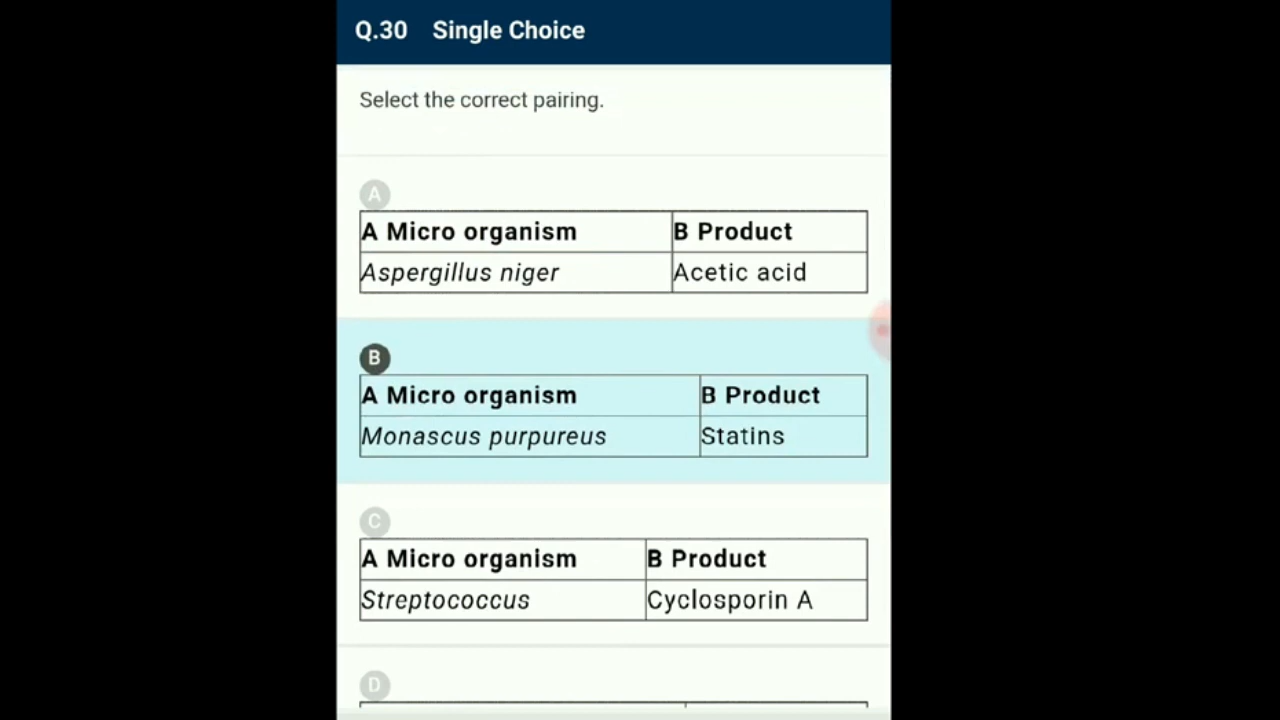 Q.30 Single Choice
Select the correct pairing.
A
A Micro organism B Product
Aspergillus niger Acetic acid
B
A Micro organism B Product
Monascus purpureus Statins
C
A Micro organism B Product
Streptococcus Cyclosporin A
D